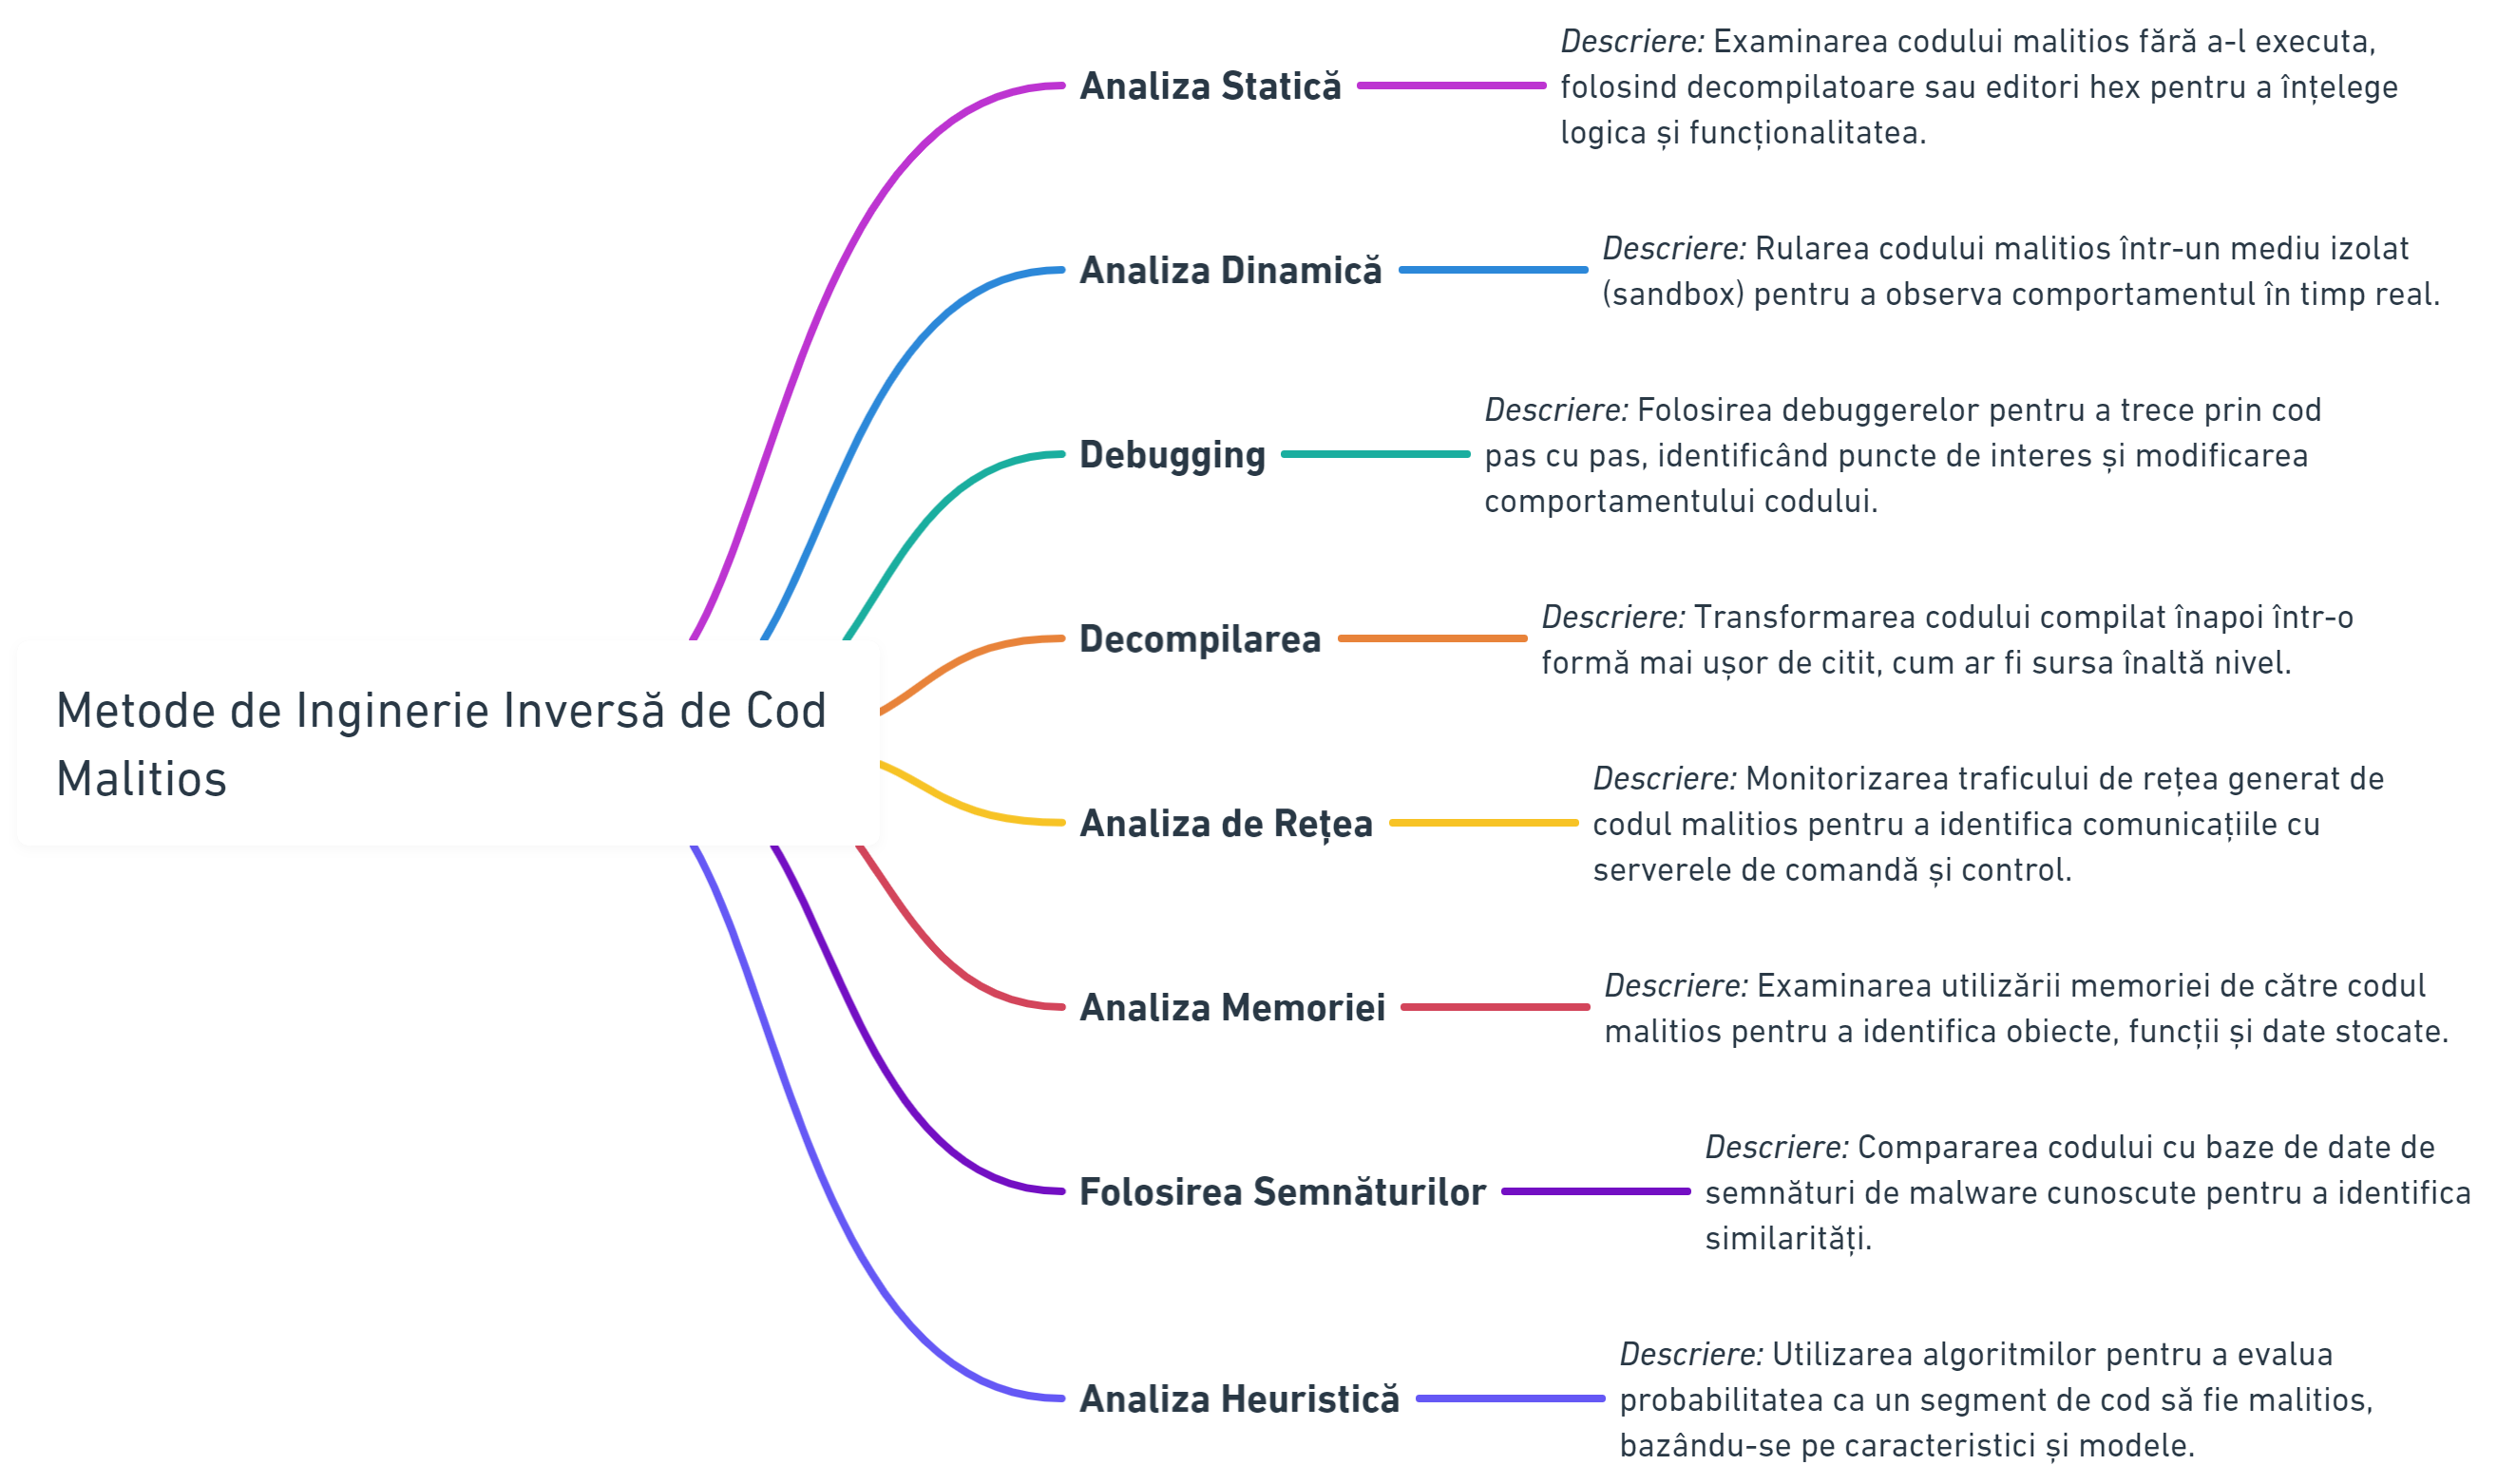 Metode de Inginerie Inversă de Cod
Malitios
Analiza Statică
Descriere: Examinarea codului malitios fără a-l executa,
folosind decompilatoare sau editori hex pentru a înțelege
logica și funcționalitatea.
Analiza Dinamică
Descriere: Rularea codului malitios într-un mediu izolat
(sandbox) pentru a observa comportamentul în timp real.
Debugging
Descriere: Folosirea debuggerelor pentru a trece prin cod
pas cu pas, identificând puncte de interes și modificarea
comportamentului codului.
Decompilarea
Descriere: Transformarea codului compilat înapoi într-o
formă mai ușor de citit, cum ar fi sursa înaltă nivel.
Analiza de Rețea
Descriere: Monitorizarea traficului de rețea generat de
codul malitios pentru a identifica comunicațiile cu
serverele de comandă și control.
Analiza Memoriei
Descriere: Examinarea utilizării memoriei de către codul
malitios pentru a identifica obiecte, funcții și date stocate.
Folosirea Semnăturilor
Descriere: Compararea codului cu baze de date de
semnături de malware cunoscute pentru a identifica
similarități.
Analiza Heuristică
Descriere: Utilizarea algoritmilor pentru a evalua
probabilitatea ca un segment de cod să fie malitios,
bazându-se pe caracteristici și modele.